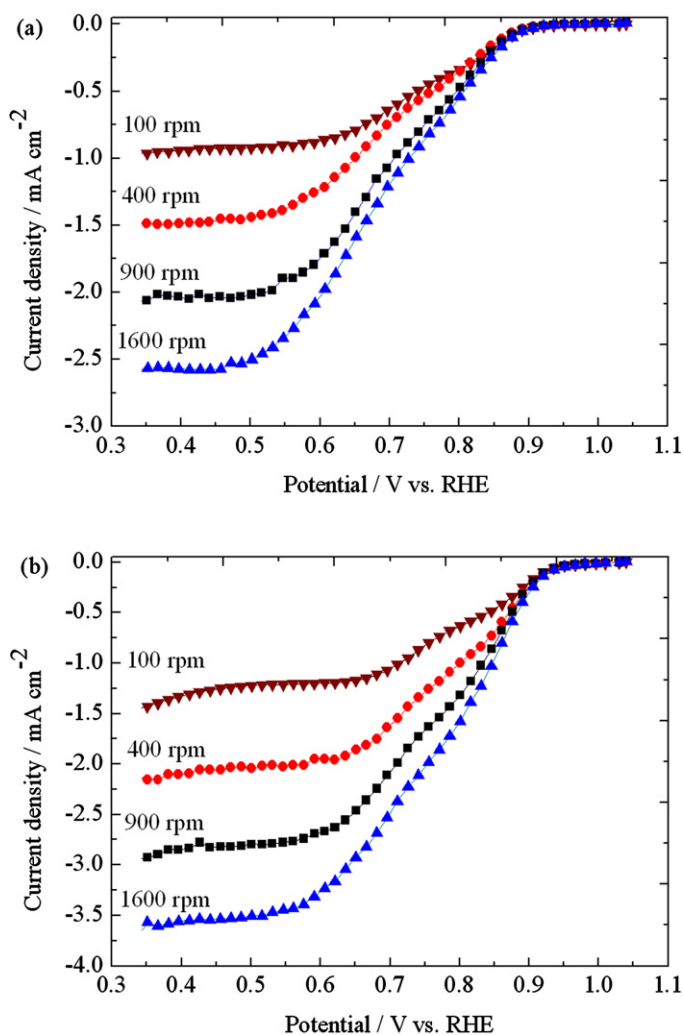 (a)
0.0
-0.5
-1.0
-1.5
-2.0
-2.5
-3.0
Current density / mA cm-2
100 rpm
400 rpm
900 rpm
1600 rpm
0.3 0.4 0.5 0.6 0.7 0.8 0.9 1.0 1.1
Potential / V vs. RHE
(b)
0.0
-0.5
-1.0
-1.5
-2.0
-2.5
-3.0
-3.5
-4.0
Current density / mA cm-2
100 rpm
400 rpm
900 rpm
1600 rpm
0.3 0.4 0.5 0.6 0.7 0.8 0.9 1.0 1.1
Potential / V vs. RHE